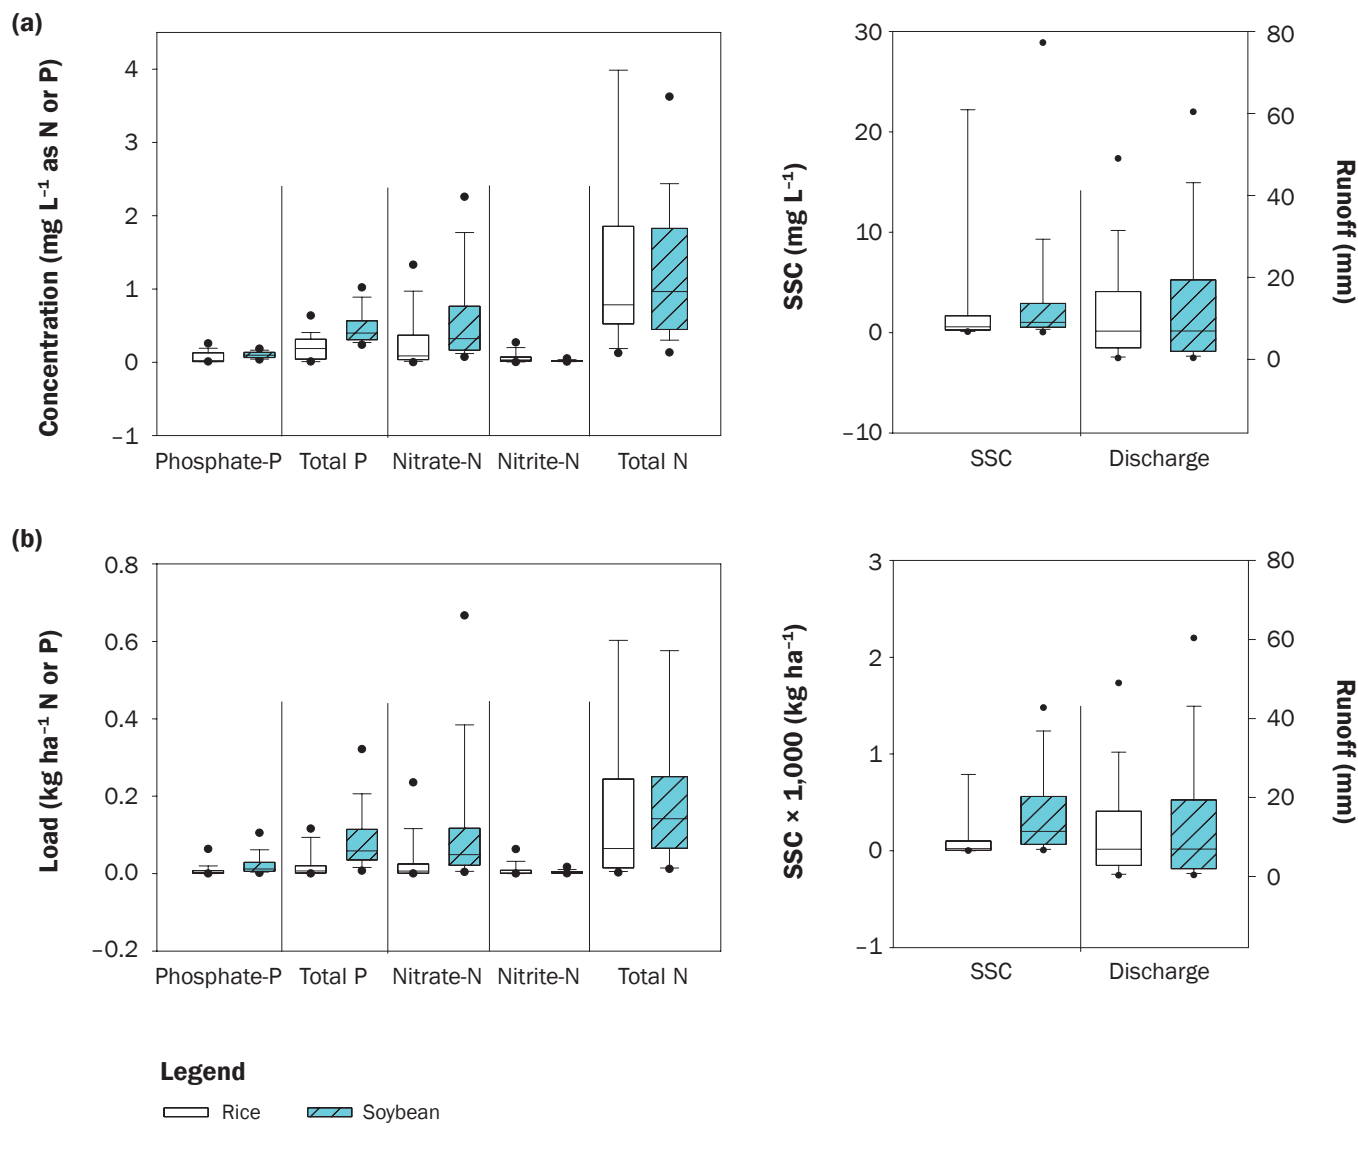 (a)
Concentration (mg L⁻¹ as N or P)
4
3
2
1
0
−1
Phosphate-P Total P Nitrate-N Nitrite-N Total N
SSC (mg L⁻¹)
30
20
10
0
−10
SSC Discharge
80
60
40
20
0
Runoff (mm)
(b)
Load (kg ha⁻¹ N or P)
0.8
0.6
0.4
0.2
0.0
−0.2
Phosphate-P Total P Nitrate-N Nitrite-N Total N
SSC × 1,000 (kg ha⁻¹)
3
2
1
0
−1
SSC Discharge
80
60
40
20
0
Runoff (mm)
Legend
Rice Soybean